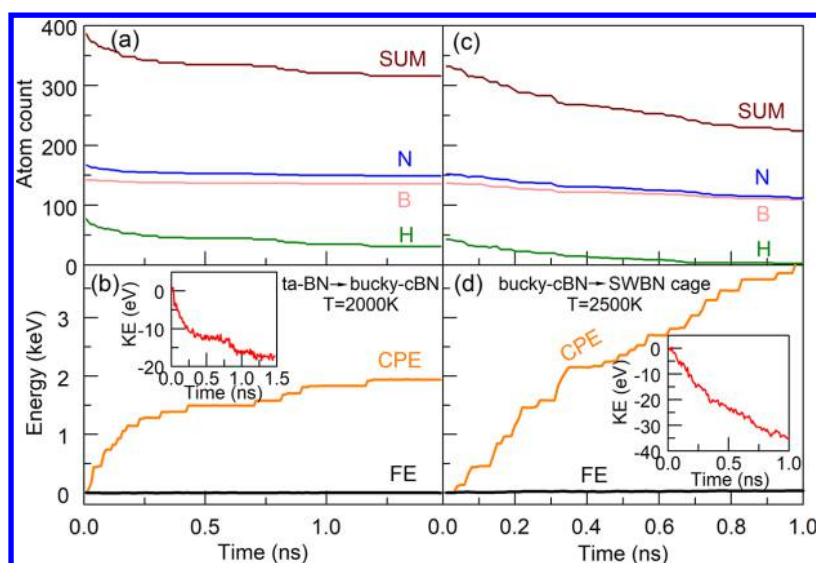 (a)
(c)
400
300
200
100
0
Atom count
SUM
N
B
H
SUM
N
B
H
(b)
ta-BN→bucky-cBN
T=2000K
(d)
bucky-cBN→SWBN cage
T=2500K
3
2
1
0
Energy (keV)
CPE
FE
CPE
FE
0
-10
-20
KE (eV)
0.0 0.5 1.0 1.5
Time (ns)
0
-10
-20
-30
-40
KE (eV)
0.0 0.5 1.0
Time (ns)
0.0 0.5 1.0 0.0 0.2 0.4 0.6 0.8 1.0
Time (ns)
Time (ns)